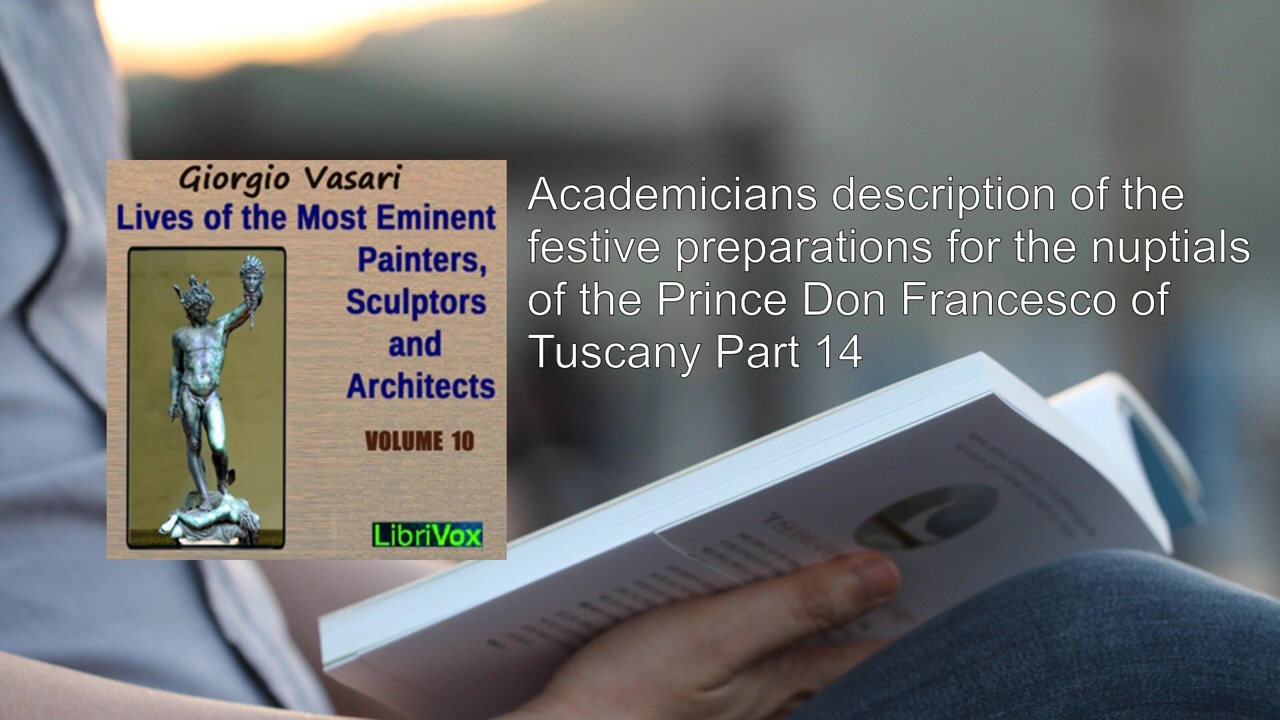 Giorgio Vasari
Lives of the Most Eminent
Painters,
Sculptors
and
Architects
VOLUME 10
LibriVox
Academicians description of the
festive preparations for the nuptials
of the Prince Don Francesco of
Tuscany Part 14